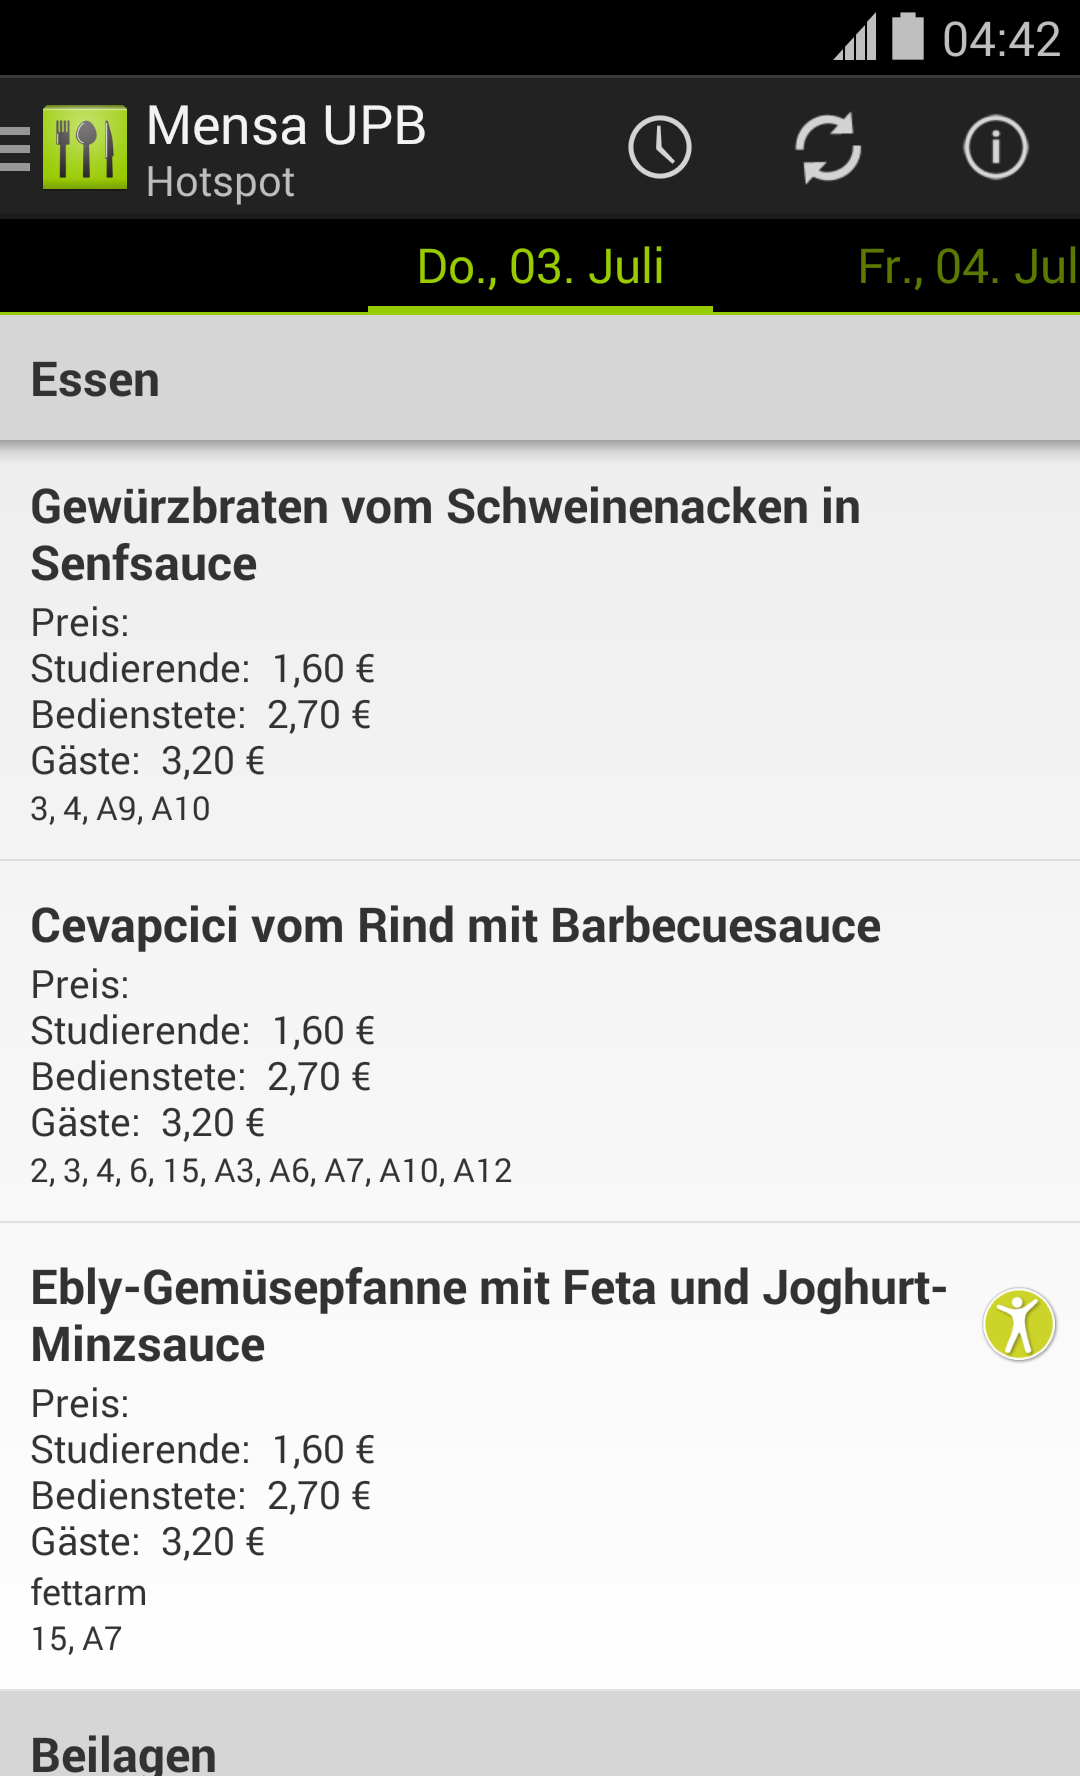 04:42
Mensa UPB
Hotspot
Do., 03. Juli
Fr., 04. Jul
Essen
Gewürzbraten vom Schweinenacken in
Senfsauce
Preis:
Studierende: 1,60 €
Bedienstete: 2,70 €
Gäste: 3,20 €
3, 4, A9, A10
Cevapcici vom Rind mit Barbecuesauce
Preis:
Studierende: 1,60 €
Bedienstete: 2,70 €
Gäste: 3,20 €
2, 3, 4, 6, 15, A3, A6, A7, A10, A12
Ebly-Gemüsepfanne mit Feta und Joghurt-
Minzsauce
Preis:
Studierende: 1,60 €
Bedienstete: 2,70 €
Gäste: 3,20 €
fettarm
15, A7
Beilagen